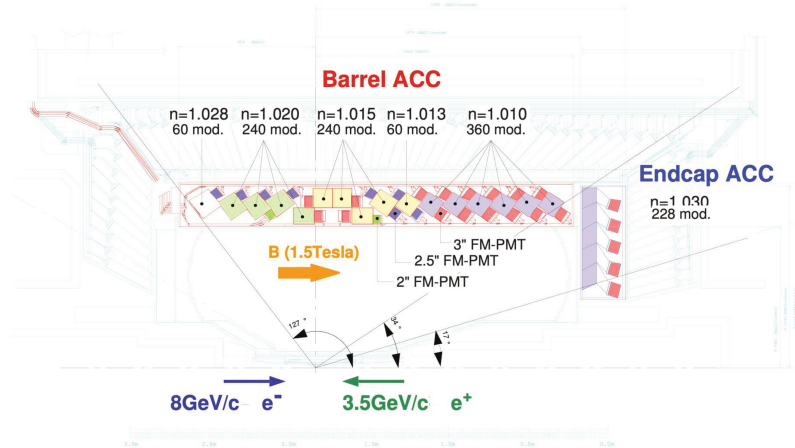 Barrel ACC
n=1.028
60 mod.
n=1.020
240 mod.
n=1.015
240 mod.
n=1.013
60 mod.
n=1.010
360 mod.
Endcap ACC
n=1.030
228 mod.
3" FM-PMT
2.5" FM-PMT
2" FM-PMT
B (1.5Tesla)
127 °
34 °
17 °
8GeV/c e-
3.5GeV/c e+